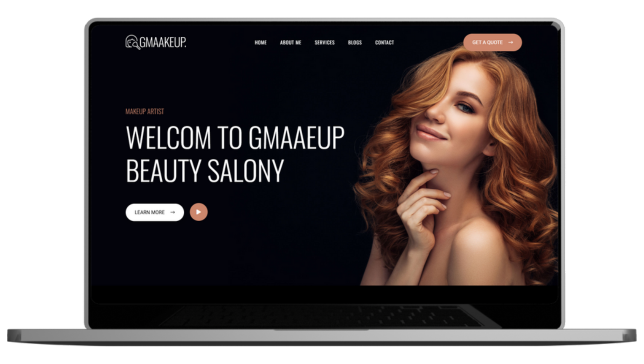 GMAAKEUP.
HOME ABOUT ME SERVICES BLOGS CONTACT
GET A QUOTE →
MAKEUP ARTIST
WELCOM TO GMAAEUP
BEAUTY SALONY
LEARN MORE →